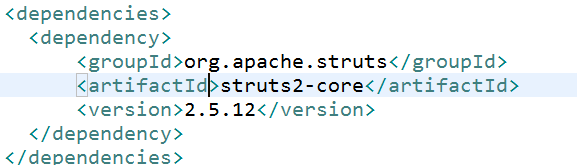 <dependencies>
<dependency>
<groupId>org.apache.struts</groupId>
<artifactId>struts2-core</artifactId>
<version>2.5.12</version>
</dependency>
</dependencies>